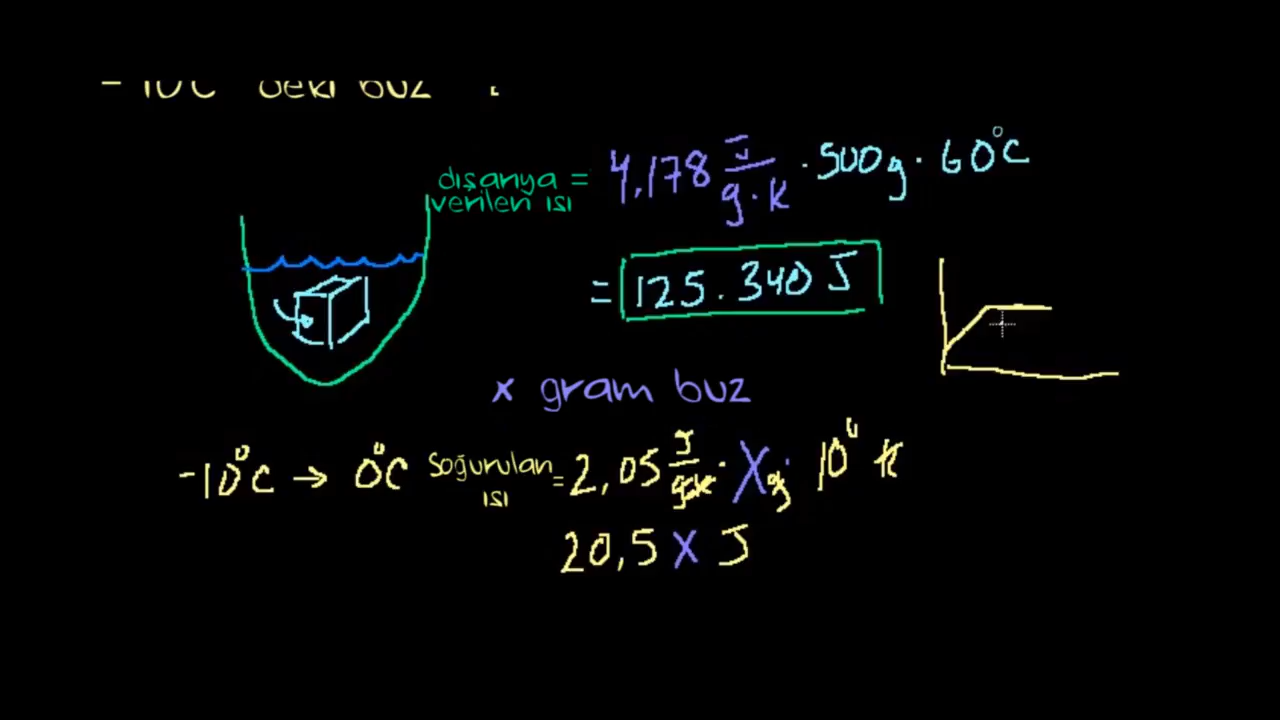 -10°C deki buz
dışarıya verilen ısı = 4,178 J/g·k · 500g · 60°C
= 125.340 J
x gram buz
-10°C → 0°C Soğurulan ısı = 2,05 J/g·k · Xg · 10° k
20,5 X J